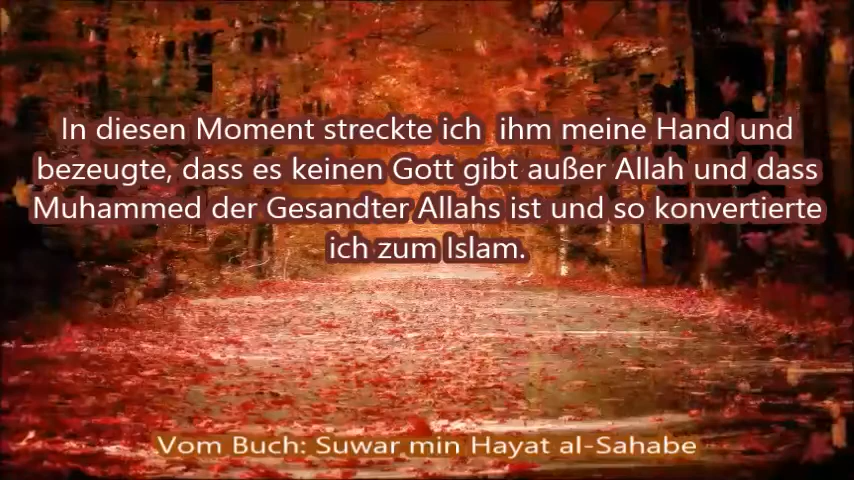 In diesen Moment streckte ich  ihm meine Hand und
bezeugte, dass es keinen Gott gibt außer Allah und dass
Muhammed der Gesandter Allahs ist und so konvertierte
ich zum Islam.
Vom Buch: Suwar min Hayat al-Sahabe